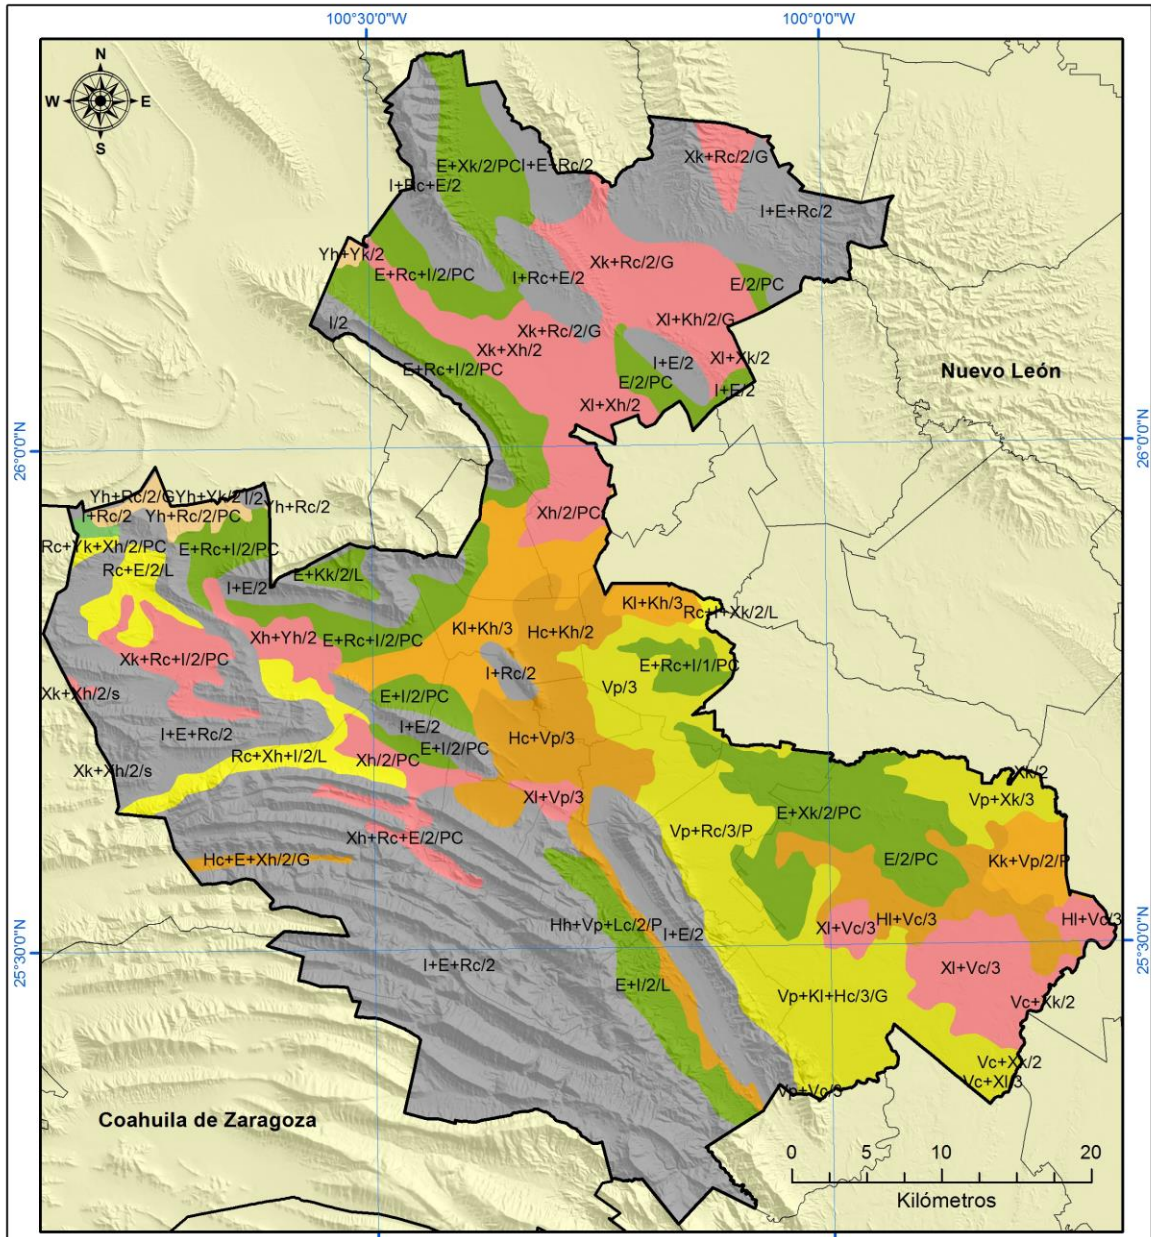 100°30'0"W
100°0'0"W
N
W
E
S
E+Xk/2/PC
I+E+Rc/2
Xk+Rc/2/G
I+Rc+E/2
I+E+Rc/2
Yh+Yk/2
E+Rc+I/2/PC
I+Rc+E/2
Xk+Rc/2/G
E/2/PC
I/2
Xk+Rc/2/G
Xl+Kh/2/G
Xk+Xh/2
E+Rc+I/2/PC
I+E/2
Xl+Xk/2
Nuevo León
E/2/PC
I+E/2
Xl+Xh/2
26°0'0"N
26°0'0"N
Yh+Rc/2/G
Yh+Yk/2
I/2
Yh+Rc/2
I+Rc/2
Yh+Rc/2/PC
Xh/2/PC
Rc+Yk+Xh/2/PC
E+Rc+I/2/PC
Rc+E/2/L
I+E/2
E+Kk/2/L
Kl+Kh/3
Rc+I+Xk/2/L
Xh+Yh/2
E+Rc+I/2/PC
Kl+Kh/3
Hc+Kh/2
Xk+Rc+I/2/PC
I+Rc/2
E+Rc+I/1/PC
Xk+Xh/2/s
E+I/2/PC
Vp/3
I+E+Rc/2
I+E/2
Hc+Vp/3
Rc+Xh+I/2/L
Xh/2/PC
E+I/2/PC
Xk+Xh/2/s
Xk/2
Xl+Vp/3
Vp+Xk/3
Xh+Rc+E/2/PC
Vp+Rc/3/P
E+Xk/2/PC
Hc+E+Xh/2/G
E/2/PC
Kk+Vp/2/P
Hh+Vp+Lc/2/P
I+E/2
Xl+Vc/3
Hl+Vc/3
Hl+Vc/3
25°30'0"N
25°30'0"N
I+E+Rc/2
E+I/2/L
Xl+Vc/3
Vp+Kl+Hc/3/G
Vc+Xk/2
Vc+Xk/2
Vc+Xl/3
Vp+Vc/3
Coahuila de Zaragoza
0 5 10 20
Kilómetros